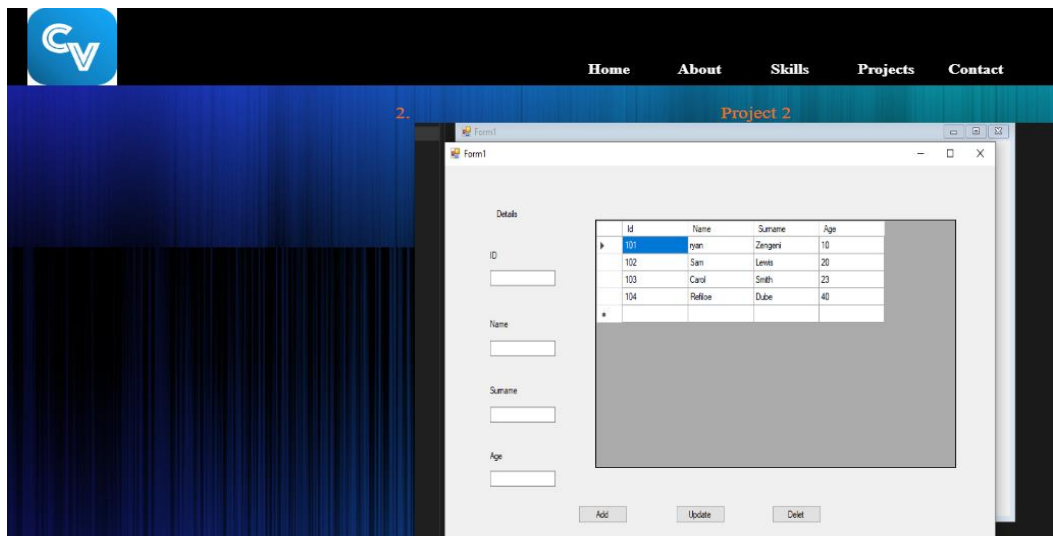 CV
Home About Skills Projects Contact
2. Project 2
Form1
Form1
Details
Id Name Surname Age
101 ryan Zengeni 10
102 Sam Lewis 20
103 Carol Smith 23
104 Refiloe Dube 40
ID
Name
Surname
Age
Add Update Delet